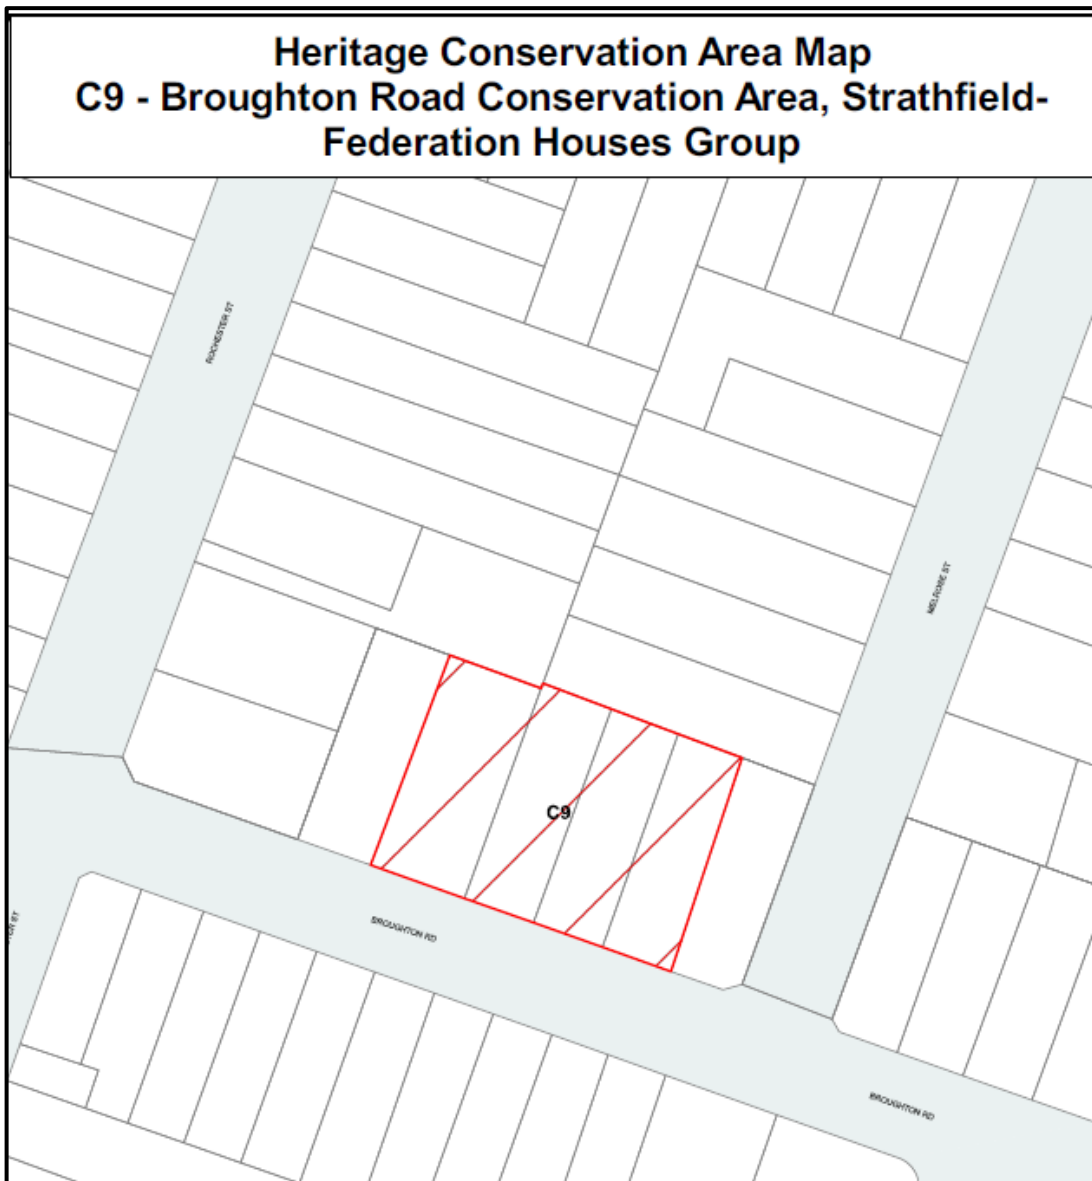 Heritage Conservation Area Map
C9 - Broughton Road Conservation Area, Strathfield-
Federation Houses Group
ROCHESTER ST
MELROSE ST
C9
BROUGHTON RD
BROUGHTON RD